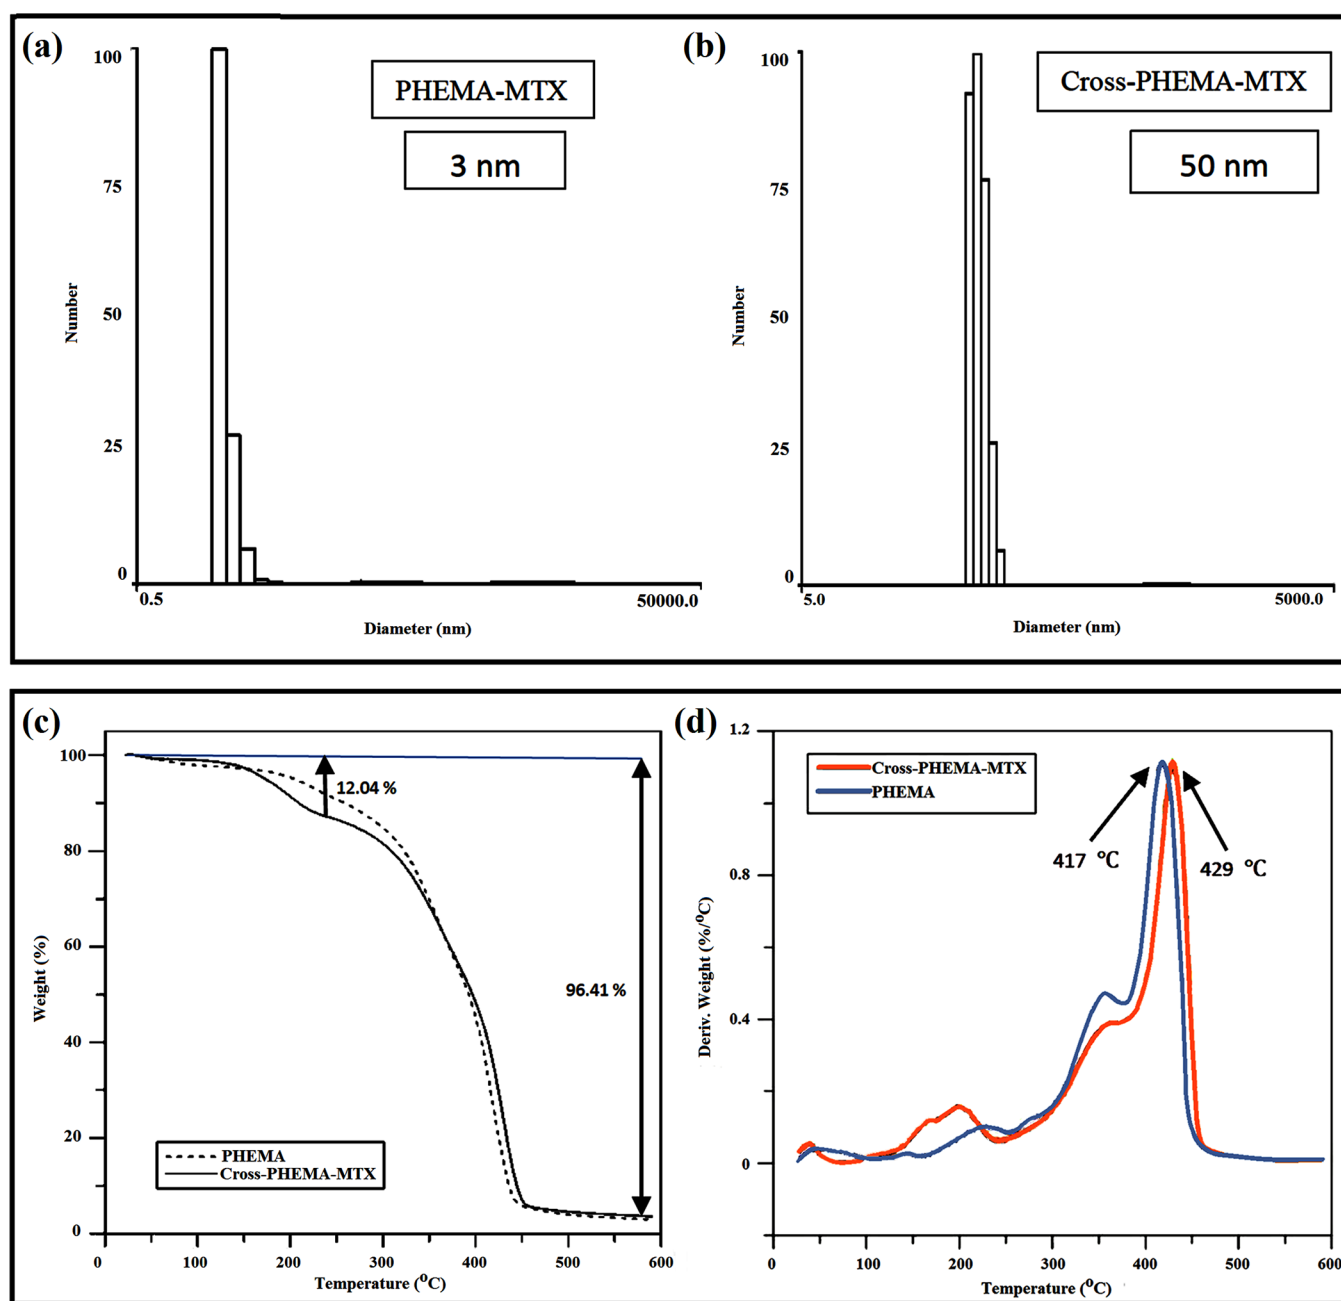 (a)
100
75
50
25
0
Number
PHEMA-MTX
3 nm
0.5
50000.0
Diameter (nm)
(b)
100
75
50
25
0
Number
Cross-PHEMA-MTX
50 nm
5.0
5000.0
Diameter (nm)
(c)
100
80
60
40
20
0
Weight (%)
12.04 %
96.41 %
PHEMA
Cross-PHEMA-MTX
0 100 200 300 400 500 600
Temperature (°C)
(d)
1.2
0.8
0.4
0
Deriv. Weight (%/°C)
Cross-PHEMA-MTX
PHEMA
417 °C
429 °C
0 100 200 300 400 500 600
Temperature (°C)